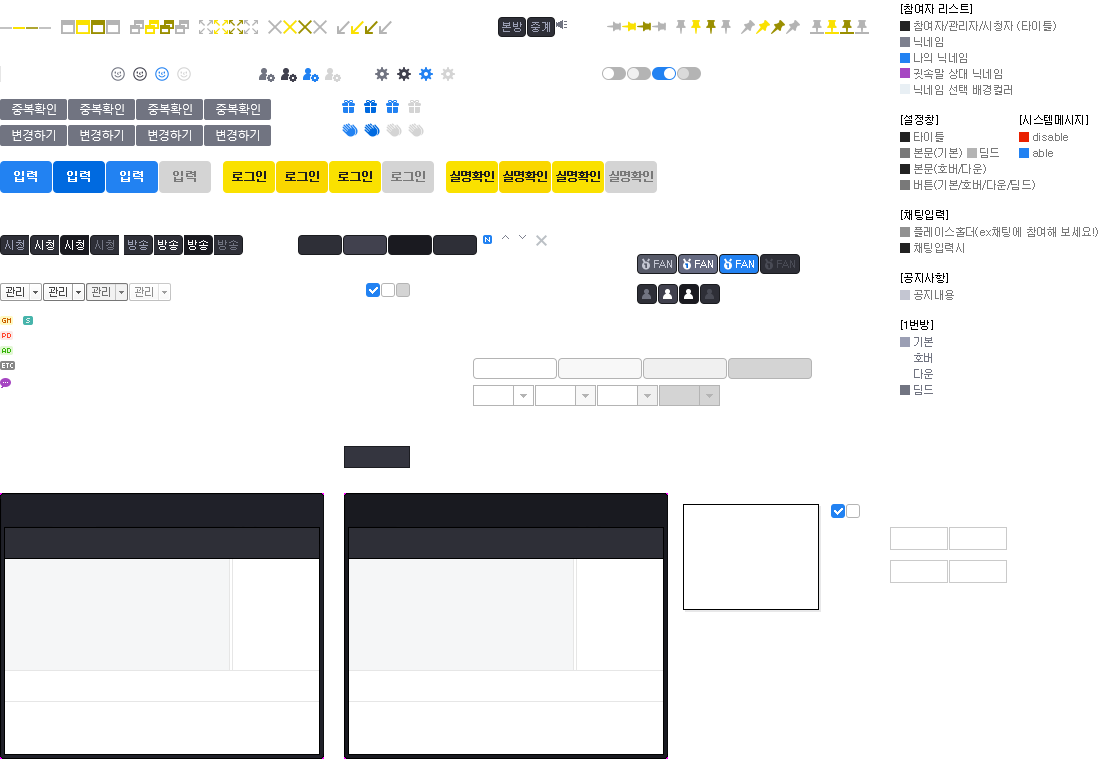 본방 중계
중복확인 중복확인 중복확인 중복확인
변경하기 변경하기 변경하기 변경하기
입력 입력 입력 입력 로그인 로그인 로그인 로그인 실명확인 실명확인 실명확인 실명확인
시청 시청 시청 시청 방송 방송 방송 방송
N
FAN FAN FAN FAN
관리 관리 관리 관리
GM S
PD
AD
ETC
[참여자 리스트]
참여자/관리자/시청자 (타이틀)
닉네임
나의 닉네임
귓속말 상대 닉네임
닉네임 선택 배경컬러
[설정창] [시스템메시지]
타이틀 disable
본문(기본) 딤드 able
본문(호버/다운)
버튼(기본/호버/다운/딤드)
[채팅입력]
플레이스홀더(ex채팅에 참여해 보세요!)
채팅입력시
[공지사항]
공지내용
[1번방]
기본
호버
다운
딤드